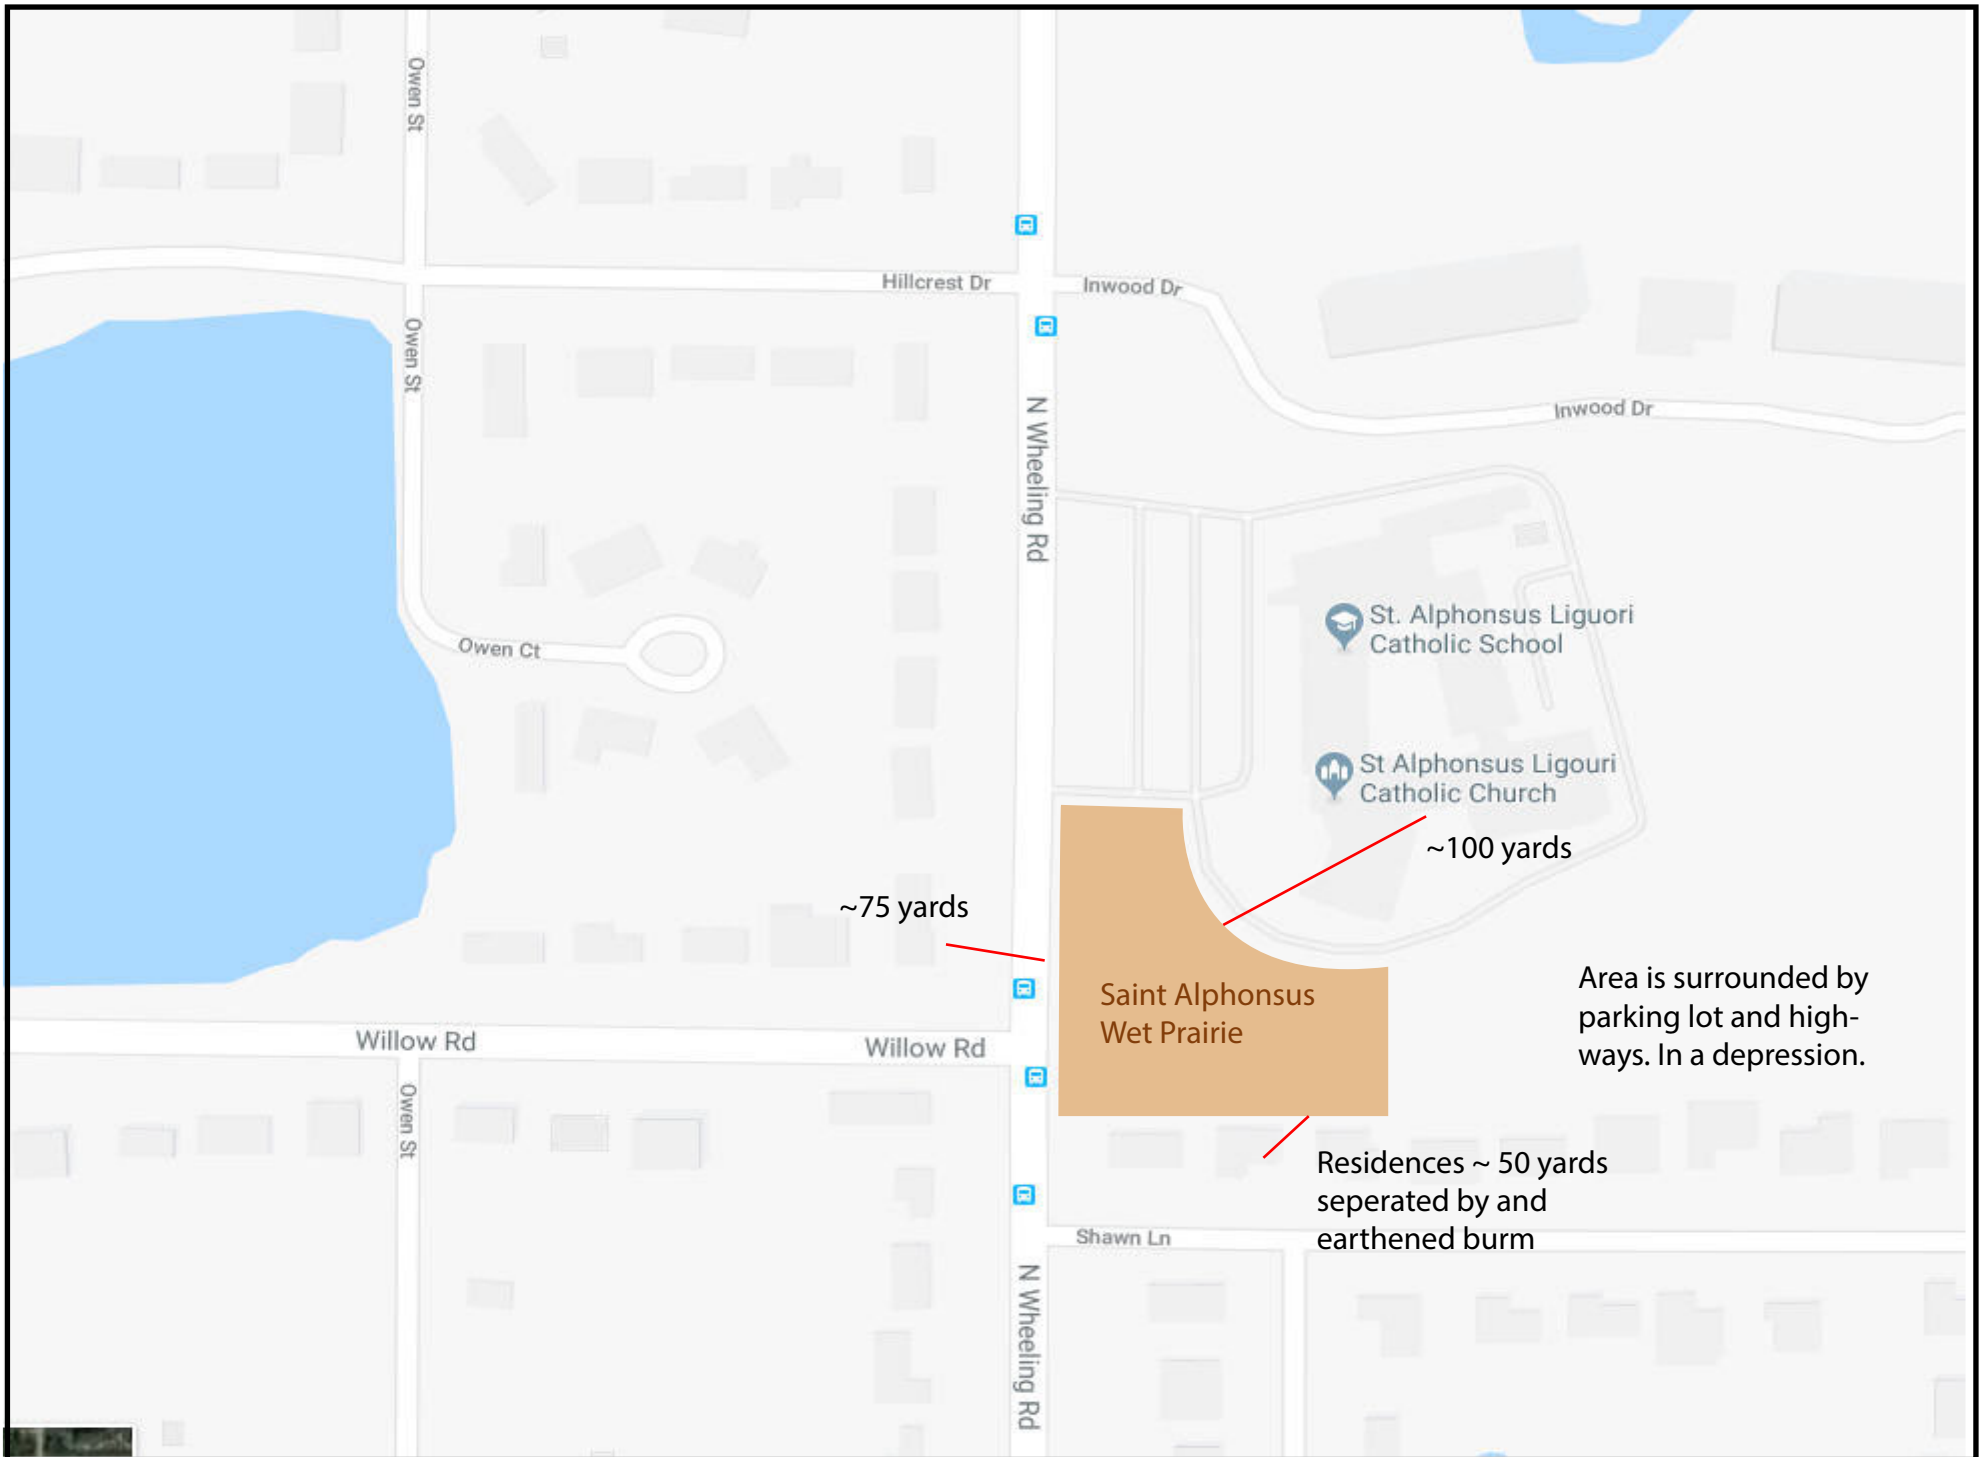 Owen St
Hillcrest Dr
Inwood Dr
Owen St
Inwood Dr
N Wheeling Rd
St. Alphonsus Liguori
Catholic School
Owen Ct
St Alphonsus Ligouri
Catholic Church
~100 yards
~75 yards
Saint Alphonsus
Wet Prairie
Area is surrounded by
parking lot and high-
ways. In a depression.
Willow Rd
Willow Rd
Owen St
Residences ~ 50 yards
seperated by and
earthened burm
Shawn Ln
N Wheeling Rd